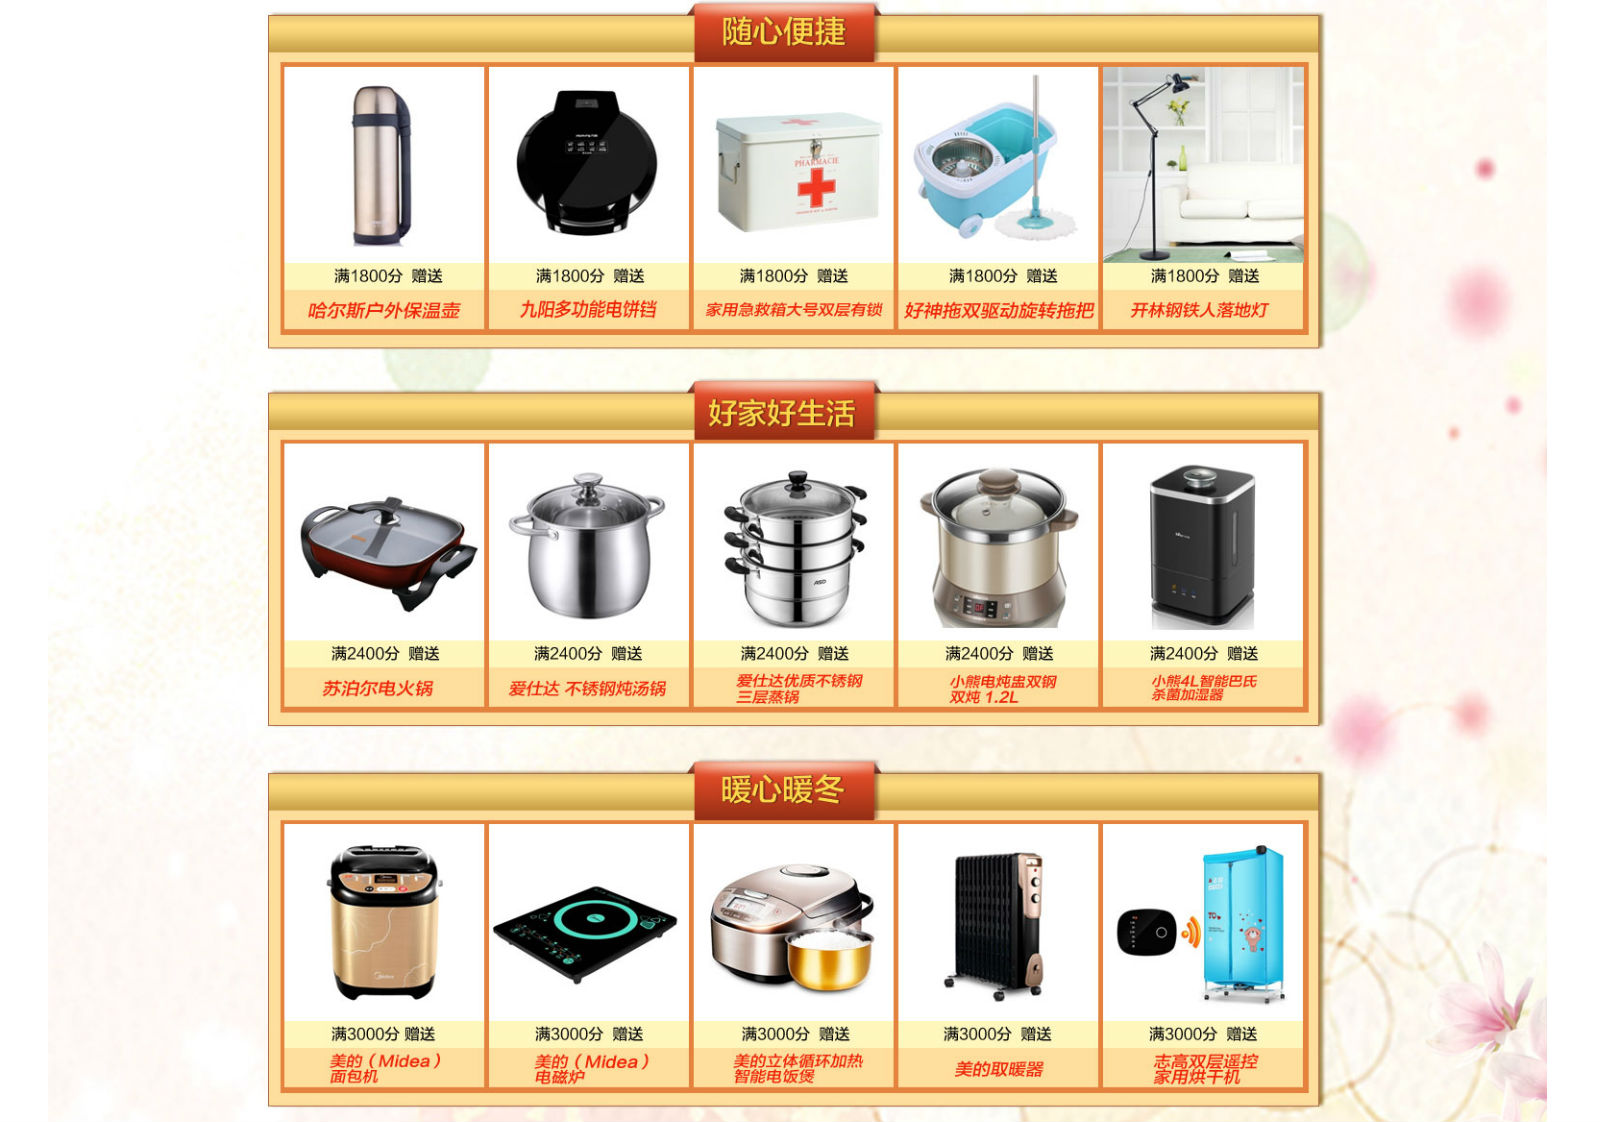 随心便捷
PHARMACIE
满1800分 赠送
满1800分 赠送
满1800分 赠送
满1800分 赠送
满1800分 赠送
哈尔斯户外保温壶
九阳多功能电饼铛
家用急救箱大号双层有锁
好神拖双驱动旋转拖把
开林钢铁人落地灯
好家好生活
ASD
满2400分 赠送
满2400分 赠送
满2400分 赠送
满2400分 赠送
满2400分 赠送
苏泊尔电火锅
爱仕达 不锈钢炖汤锅
爱仕达优质不锈钢
三层蒸锅
小熊电炖盅双钢
双炖 1.2L
小熊4L智能巴氏
杀菌加湿器
暖心暖冬
Midea
满3000分 赠送
满3000分 赠送
满3000分 赠送
满3000分 赠送
满3000分 赠送
美的（Midea）
面包机
美的（Midea）
电磁炉
美的立体循环加热
智能电饭煲
美的取暖器
志高双层遥控
家用烘干机